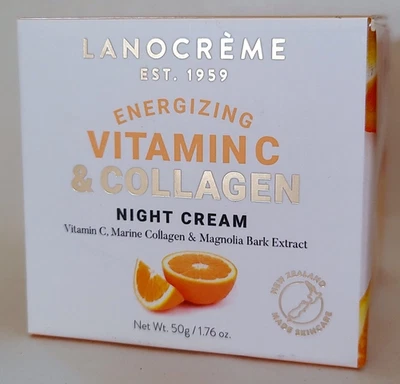 LANOCRÈME
EST. 1959
ENERGIZING
VITAMIN C
& COLLAGEN
NIGHT CREAM
Vitamin C, Marine Collagen & Magnolia Bark Extract
NEW ZEALAND
MADE SKINCARE
Net Wt. 50g/1.76 oz.